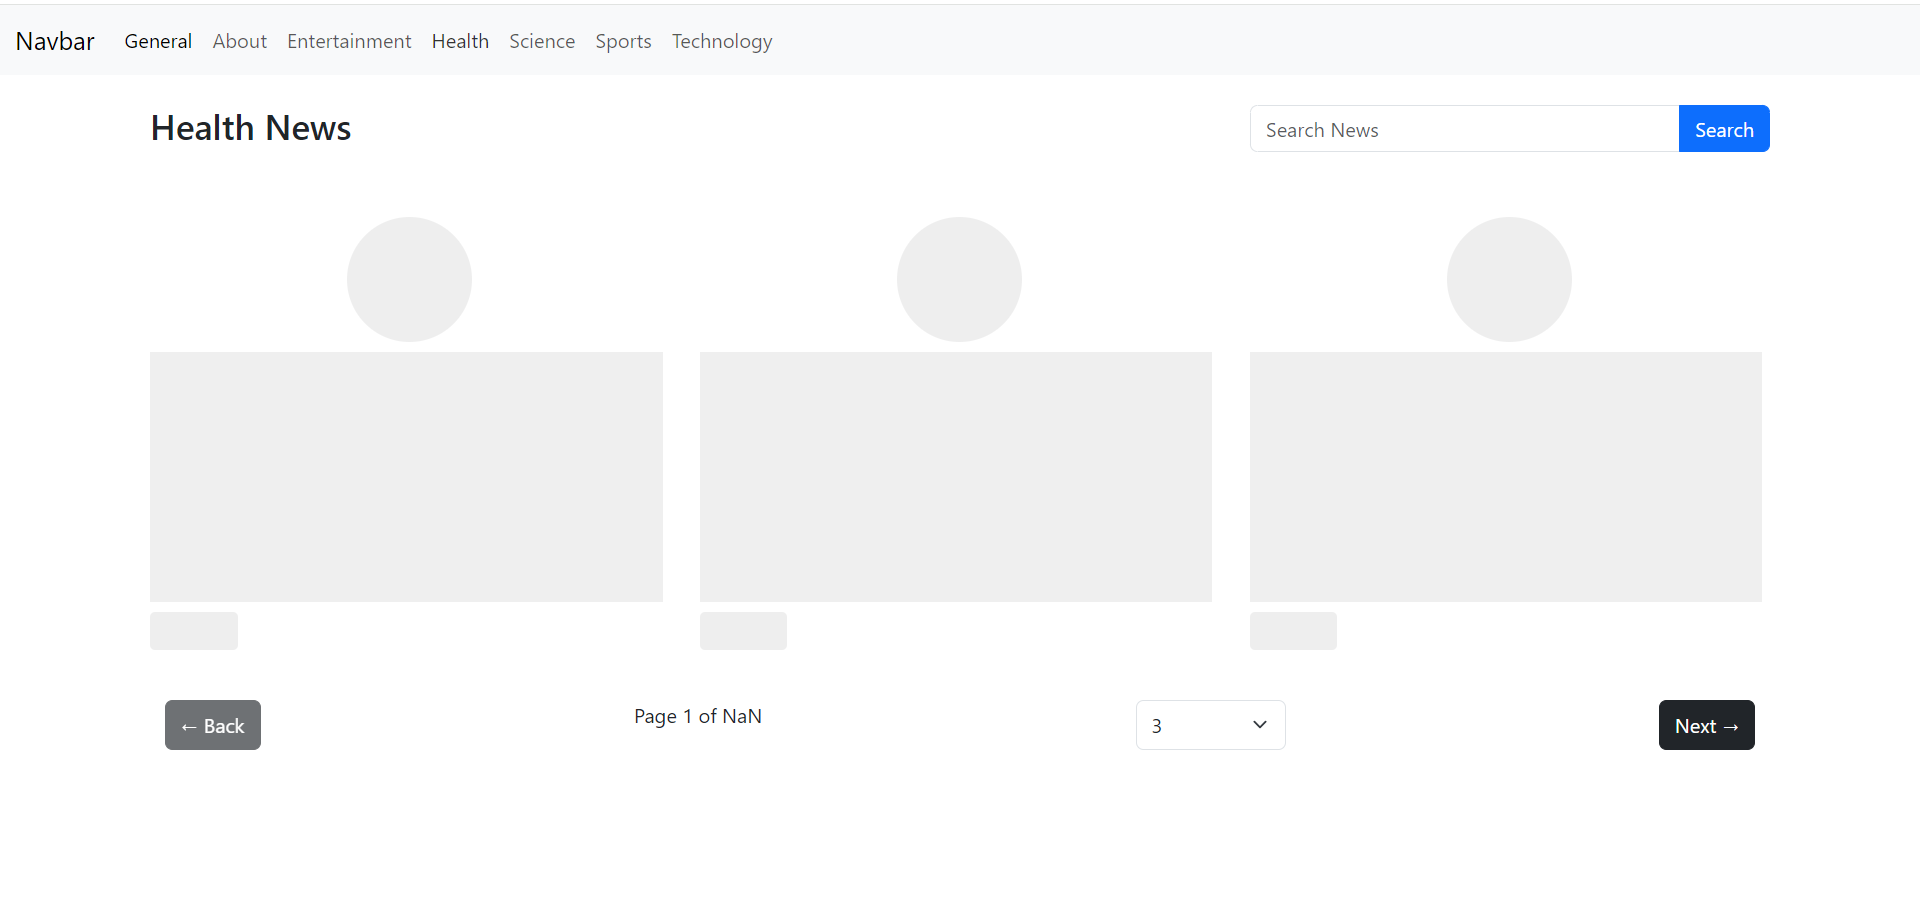 Navbar General About Entertainment Health Science Sports Technology
Health News
Search News Search
← Back Page 1 of NaN 3 Next →